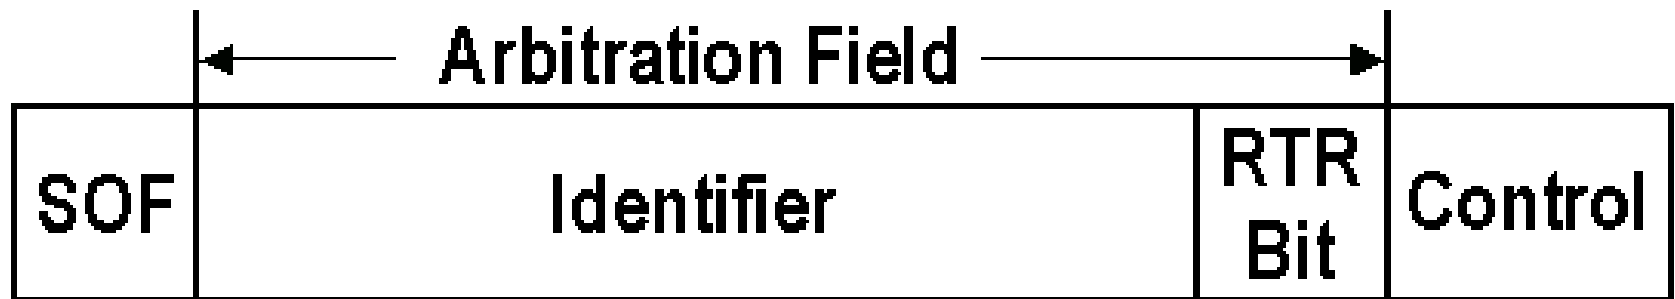 Arbitration Field
SOF
Identifier
RTR
Bit
Control